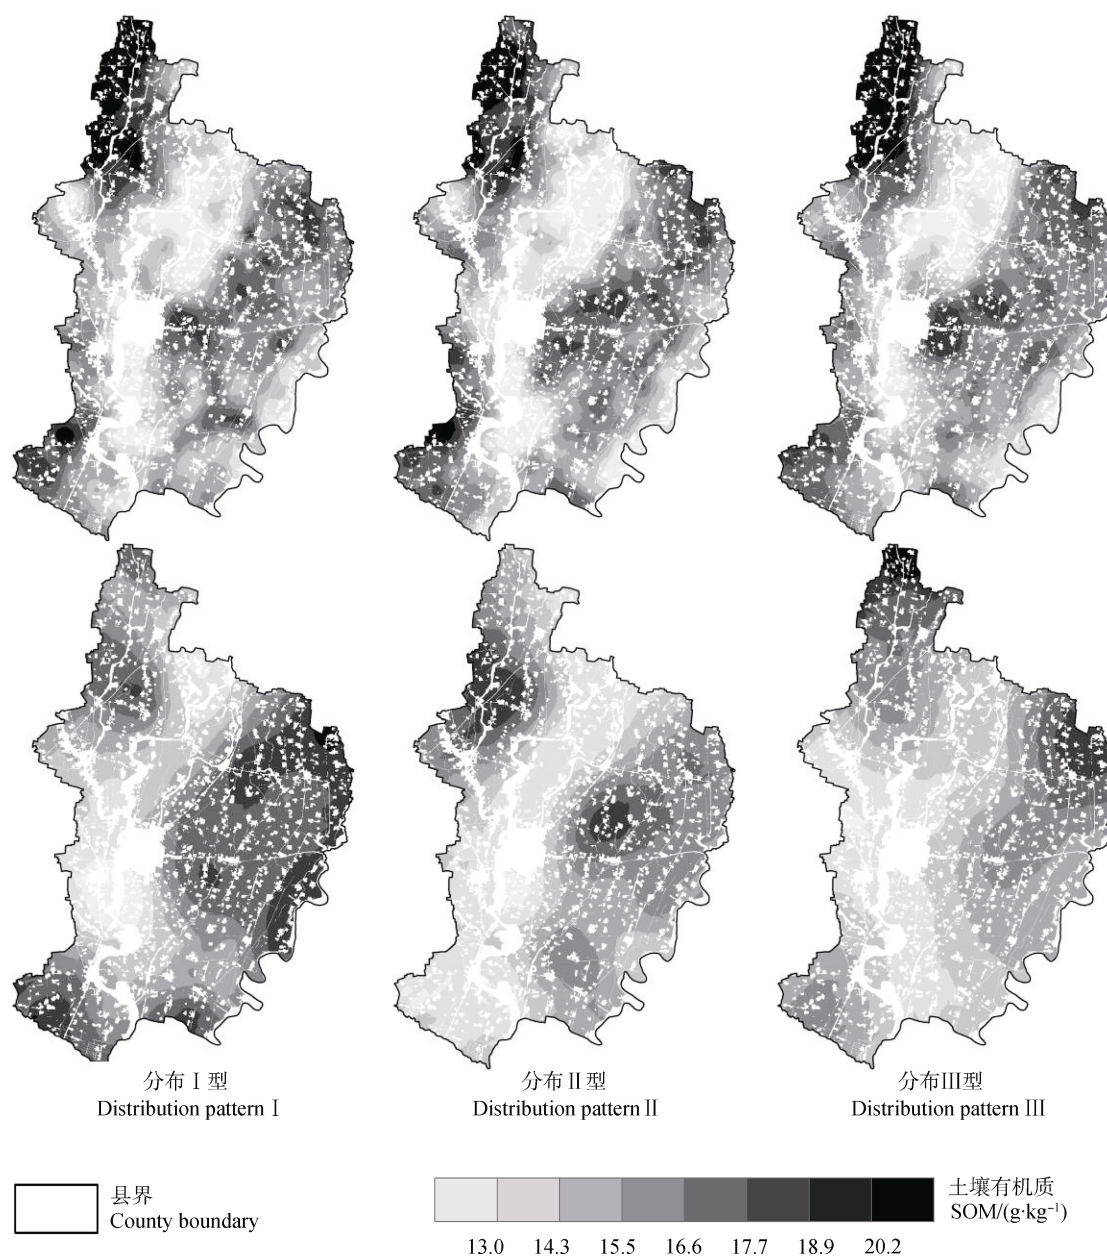 分布Ⅰ型
分布Ⅱ型
分布Ⅲ型
Distribution pattern Ⅰ
Distribution pattern Ⅱ
Distribution pattern Ⅲ
县界
County boundary
土壤有机质
SOM/(g·kg⁻¹)
13.0 14.3 15.5 16.6 17.7 18.9 20.2